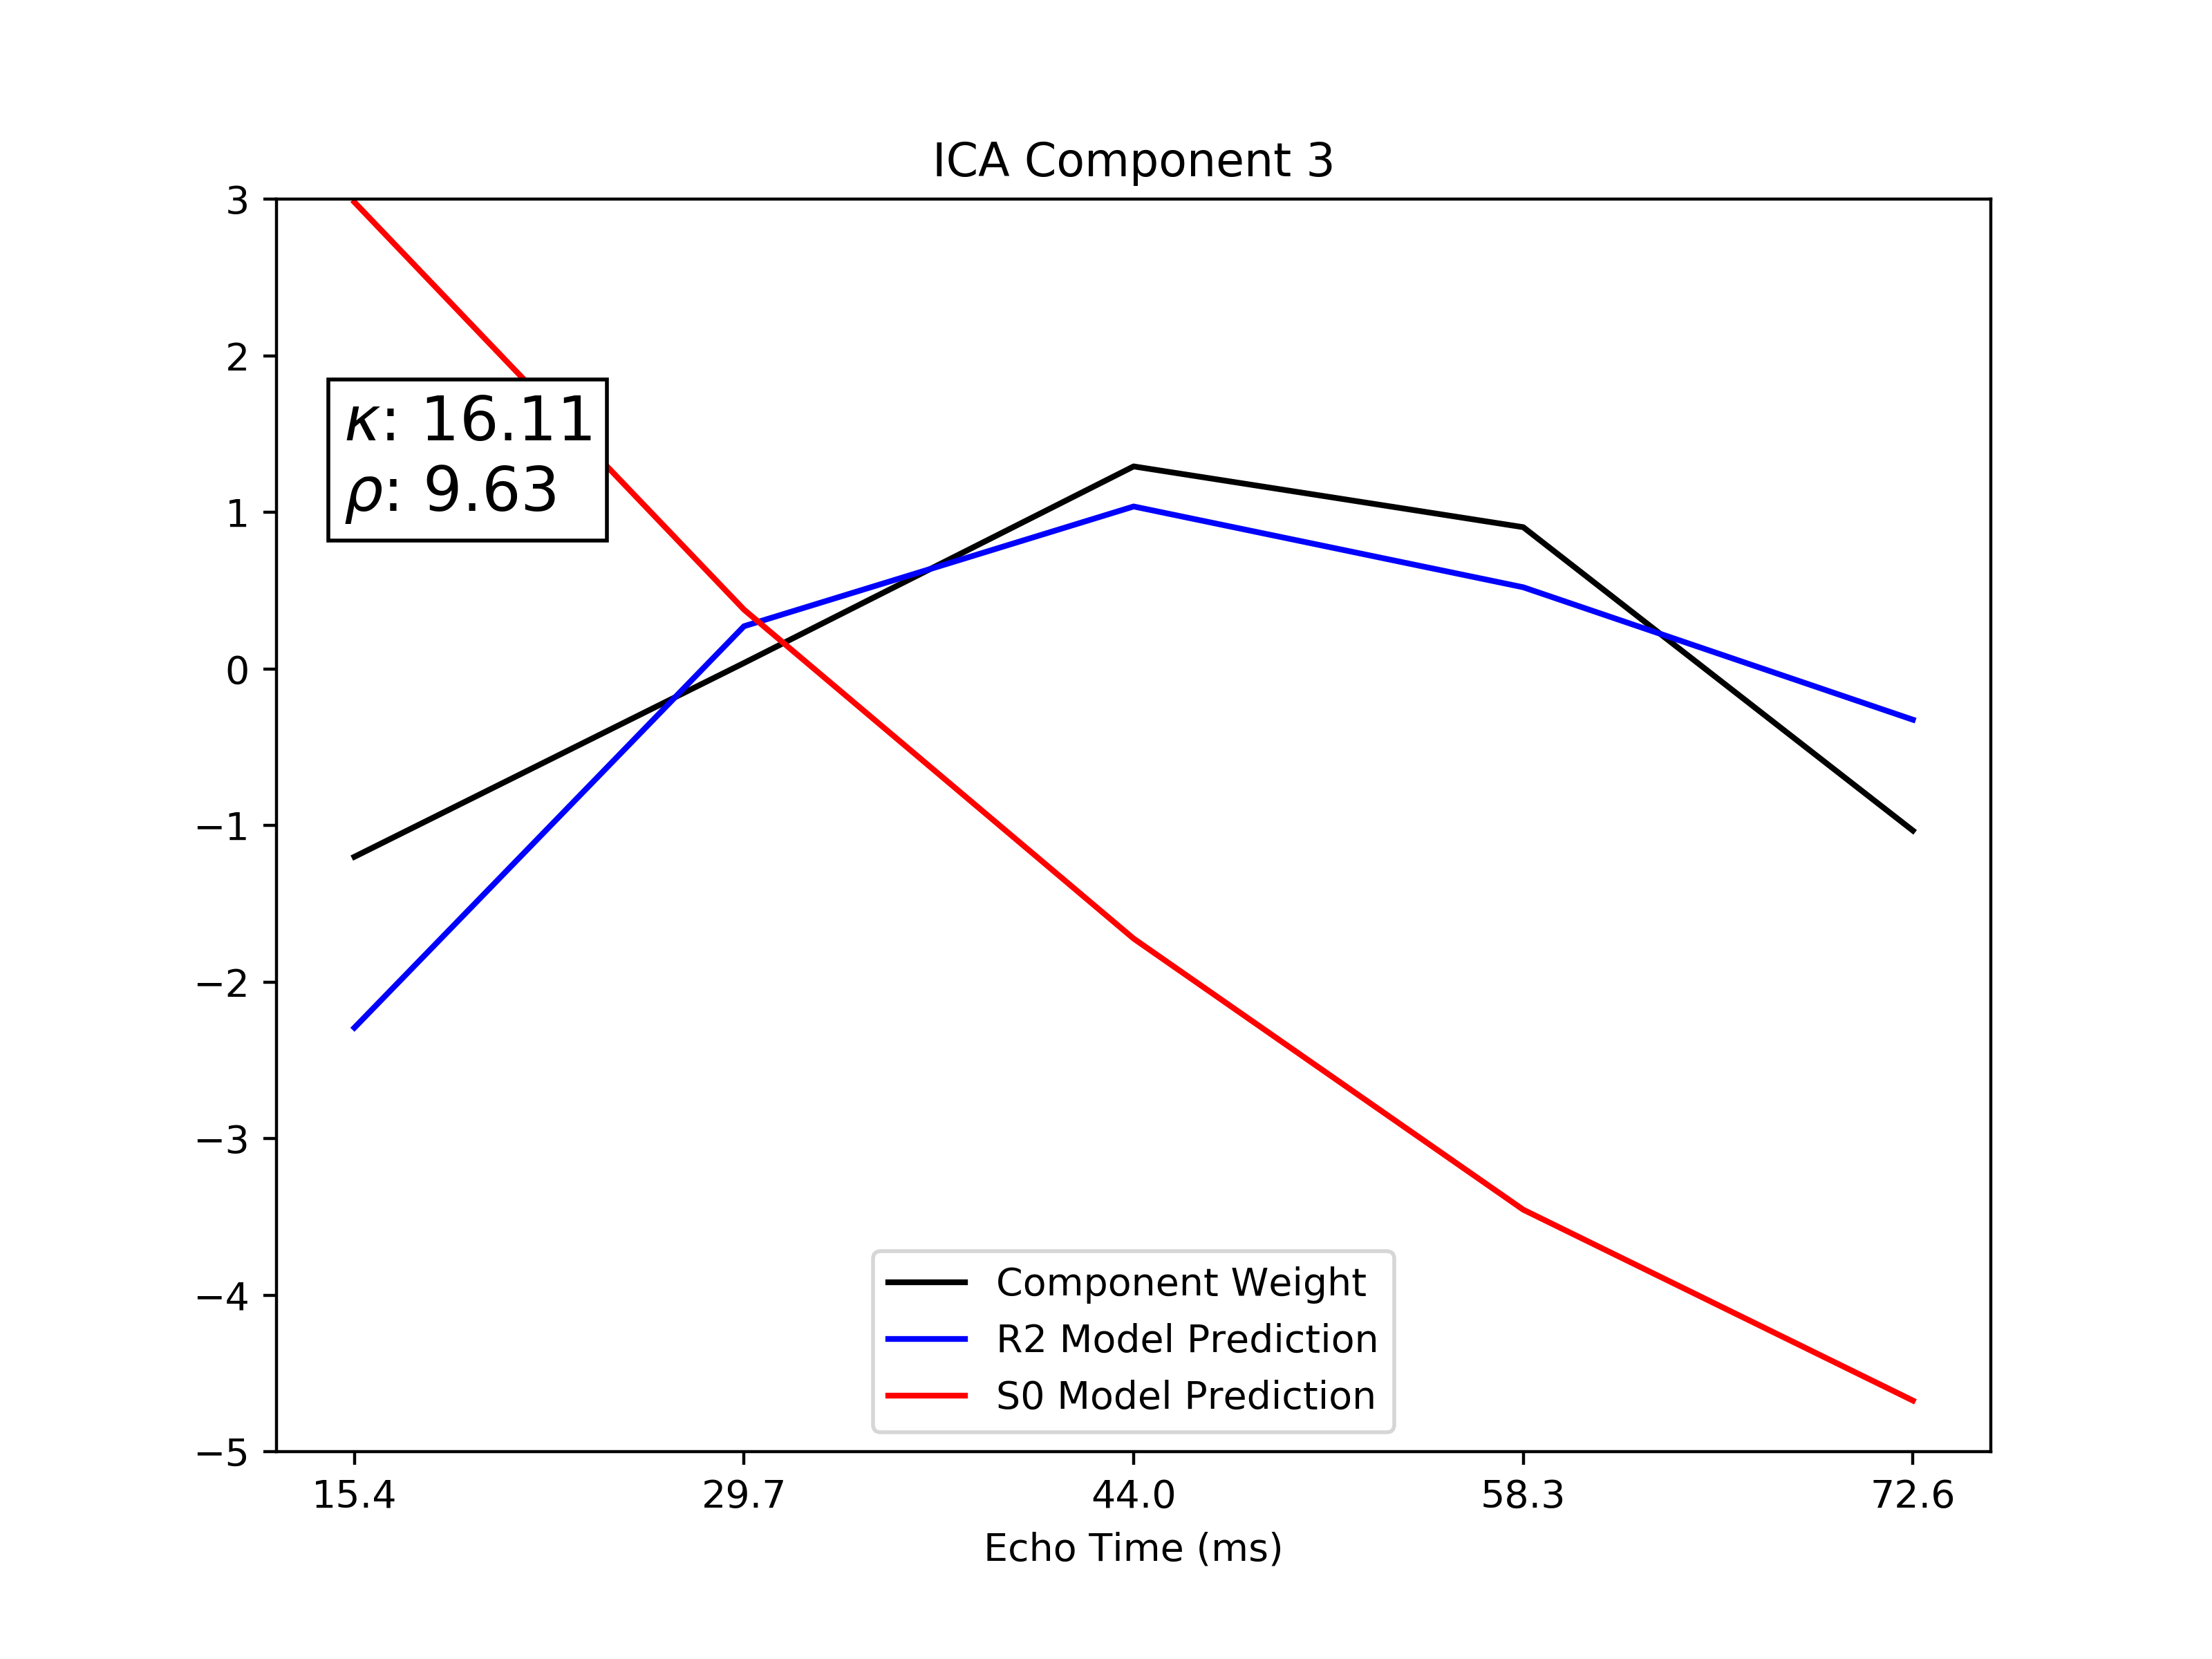 ICA Component 3
3
2
1
0
−1
−2
−3
−4
−5
κ: 16.11
ρ: 9.63
Component Weight
R2 Model Prediction
S0 Model Prediction
15.4 29.7 44.0 58.3 72.6
Echo Time (ms)